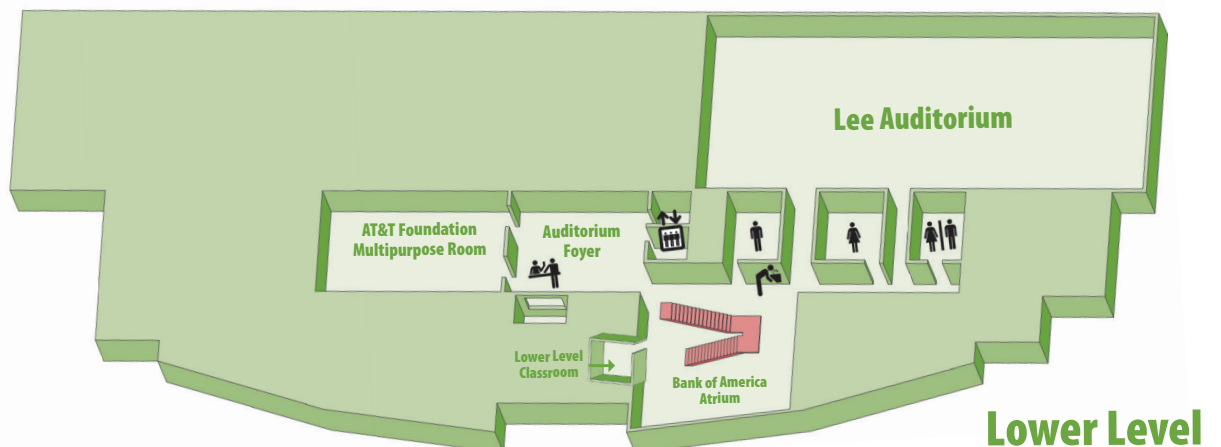 Lee Auditorium
AT&T Foundation
Multipurpose Room
Auditorium
Foyer
Lower Level
Classroom
Bank of America
Atrium
Lower Level